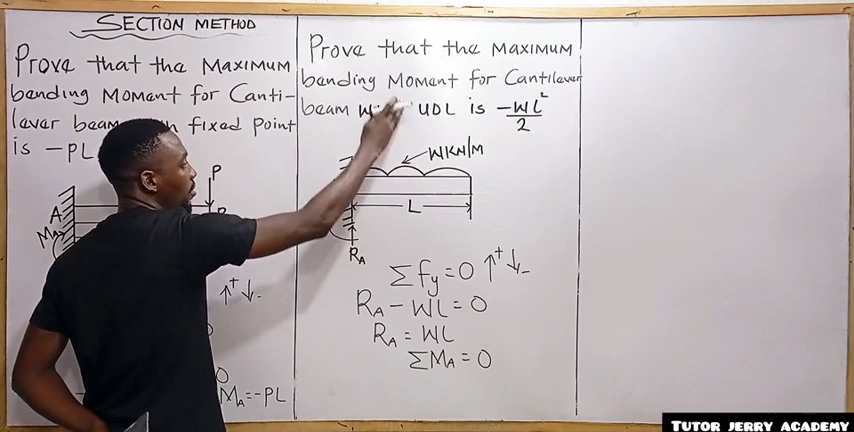 SECTION METHOD
Prove that the MAXIMUM
bending Moment for Canti-
lever beam fixed point
is -PL
P
A
MA
↑+ ↓-
MA=-PL
Prove that the MAXIMUM
bending Moment for Cantilever
beam UDL is -WL²/2
WKN/M
L
RA
ΣFy=0 ↑+ ↓-
RA - WL = 0
RA = WL
ΣMA = 0
TUTOR JERRY ACADEMY